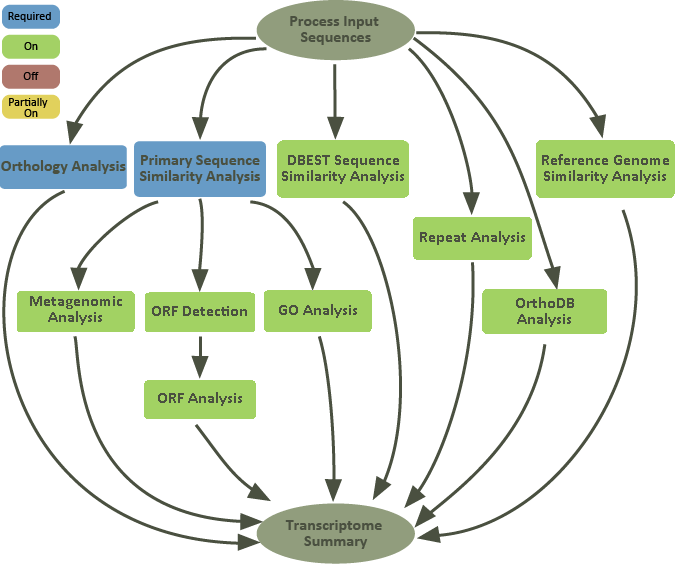 Required
On
Off
Partially
On
Process Input
Sequences
Orthology Analysis
Primary Sequence
Similarity Analysis
DBEST Sequence
Similarity Analysis
Reference Genome
Similarity Analysis
Repeat Analysis
Metagenomic
Analysis
ORF Detection
GO Analysis
OrthoDB
Analysis
ORF Analysis
Transcriptome
Summary